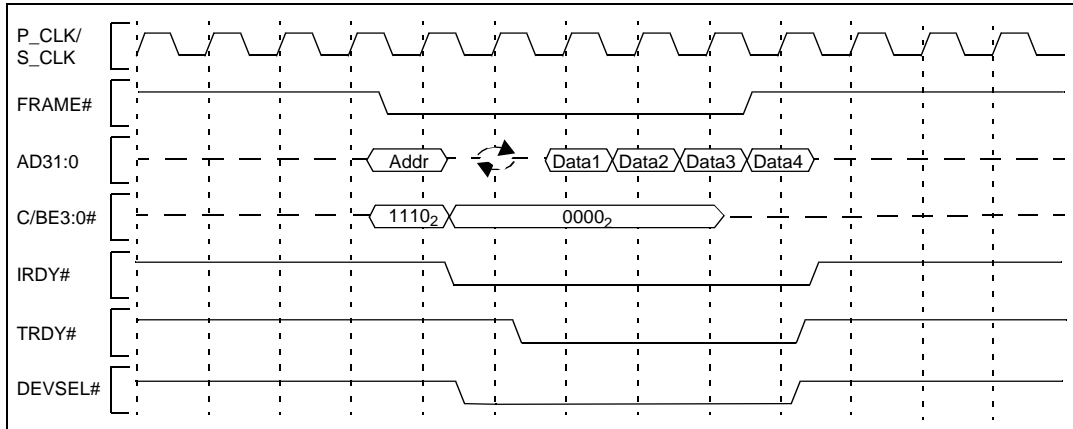 P_CLK/
S_CLK
FRAME#
AD31:0
Addr Data1 Data2 Data3 Data4
C/BE3:0#
1110₂ 0000₂
IRDY#
TRDY#
DEVSEL#